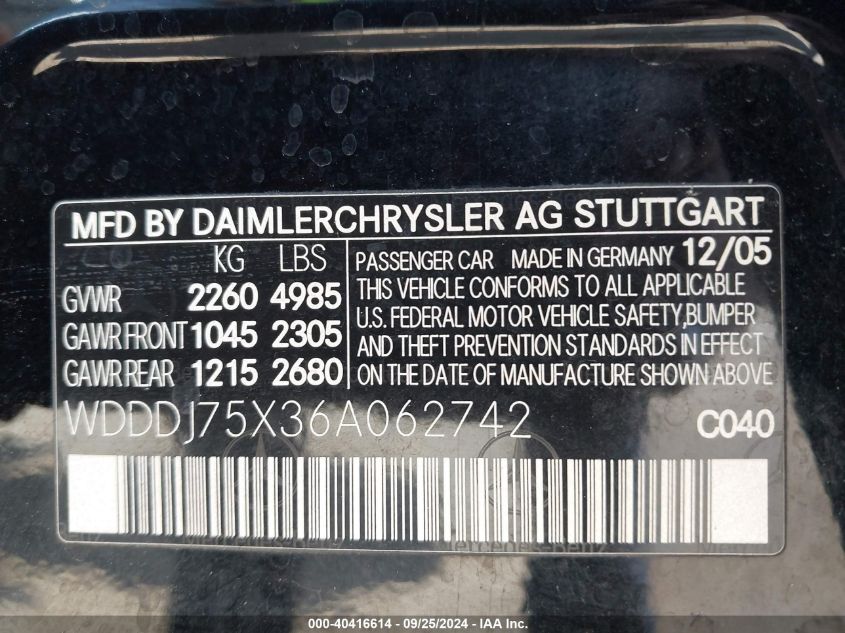 MFD BY DAIMLERCHRYSLER AG STUTTGART
KG LBS
GVWR 2260 4985
GAWR FRONT 1045 2305
GAWR REAR 1215 2680
PASSENGER CAR MADE IN GERMANY 12/05
THIS VEHICLE CONFORMS TO ALL APPLICABLE
U.S. FEDERAL MOTOR VEHICLE SAFETY,BUMPER
AND THEFT PREVENTION STANDARDS IN EFFECT
ON THE DATE OF MANUFACTURE SHOWN ABOVE
WDDDJ75X36A062742 C040
Mercedes-Benz
000-40416614 - 09/25/2024 - © IAA, Inc.